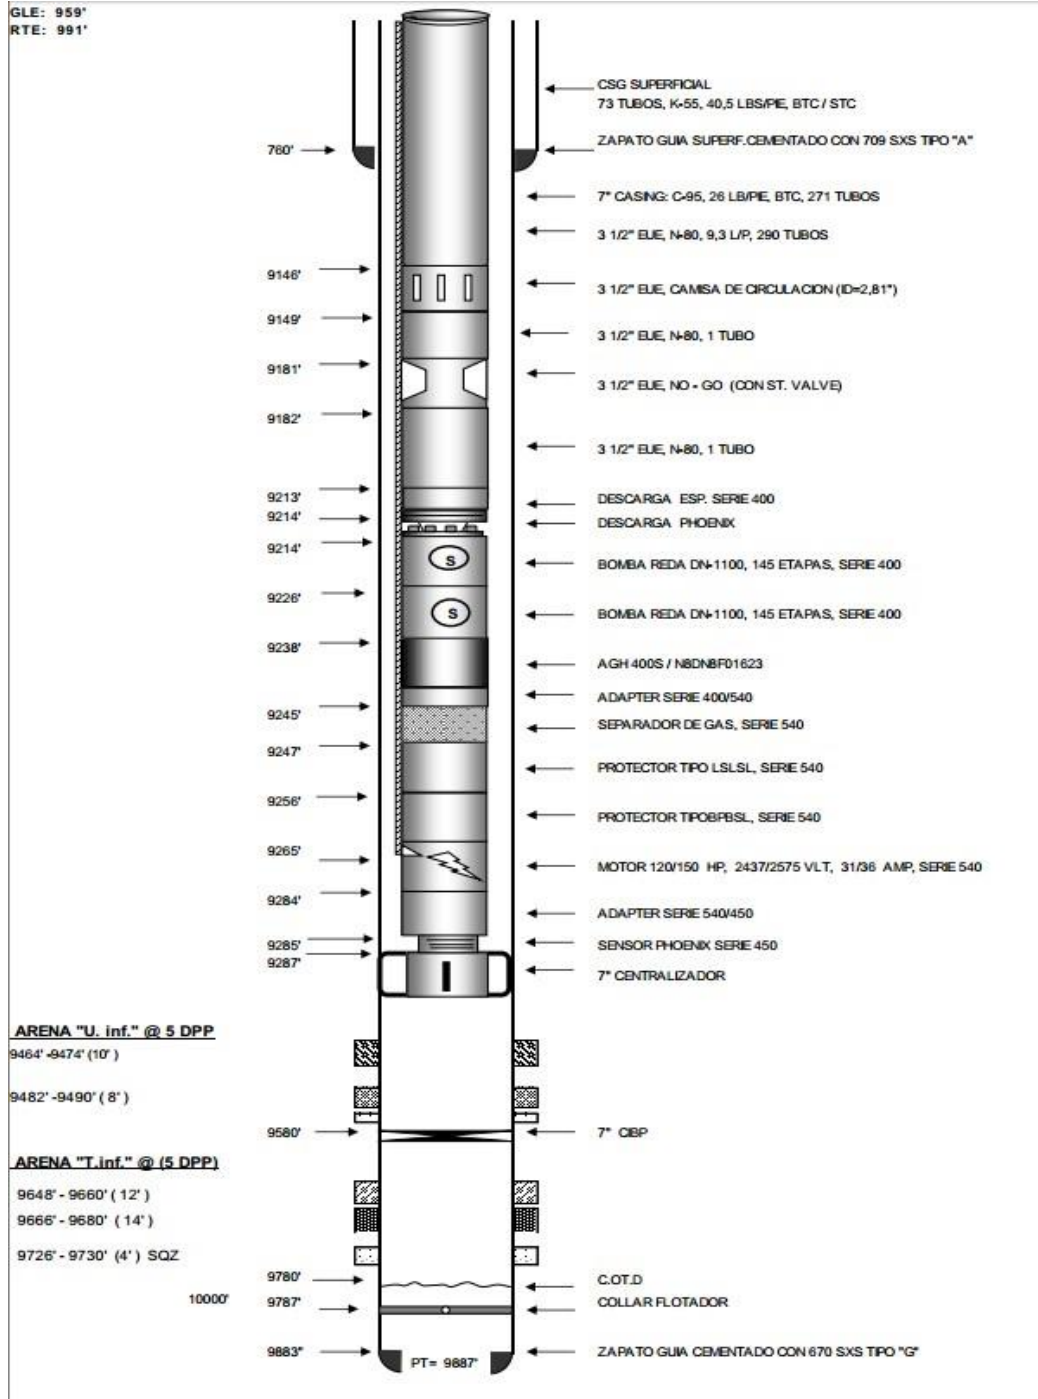 GLE: 959'
RTE: 991'
CSG SUPERFICIAL
73 TUBOS, K-55, 40,5 LBS/PIE, BTC / STC
760'
ZAPATO GUIA SUPERF.CEMENTADO CON 709 SXS TIPO "A"
7" CASING: C-95, 26 LB/PIE, BTC, 271 TUBOS
3 1/2" EUE, N-80, 9,3 L/P, 290 TUBOS
9146'
3 1/2" EUE, CAMISA DE CIRCULACION (ID=2,81")
9149'
3 1/2" EUE, N-80, 1 TUBO
9181'
3 1/2" EUE, NO - GO (CON ST. VALVE)
9182'
3 1/2" EUE, N-80, 1 TUBO
9213'
DESCARGA ESP. SERIE 400
9214'
DESCARGA PHOENIX
9214'
S
BOMBA REDA DN-1100, 145 ETAPAS, SERIE 400
9226'
S
BOMBA REDA DN-1100, 145 ETAPAS, SERIE 400
9238'
AGH 400S / N8DN8F01623
ADAPTER SERIE 400/540
9245'
SEPARADOR DE GAS, SERIE 540
9247'
PROTECTOR TIPO LSLSL, SERIE 540
9256'
PROTECTOR TIPOBPBSL, SERIE 540
9265'
MOTOR 120/150 HP, 2437/2575 VLT, 31/36 AMP, SERIE 540
9284'
ADAPTER SERIE 540/450
9285'
SENSOR PHOENIX SERIE 450
9287'
7" CENTRALIZADOR
ARENA "U. inf." @ 5 DPP
9464' -9474' (10' )
9482' -9490' ( 8' )
9580'
7" CIBP
ARENA "T.inf." @ (5 DPP)
9648' - 9660' ( 12' )
9666' - 9680' ( 14' )
9726' - 9730' (4' ) SQZ
9780'
C.OT.D
10000'
9787'
COLLAR FLOTADOR
9883"
PT= 9887'
ZAPATO GUIA CEMENTADO CON 670 SXS TIPO "G"